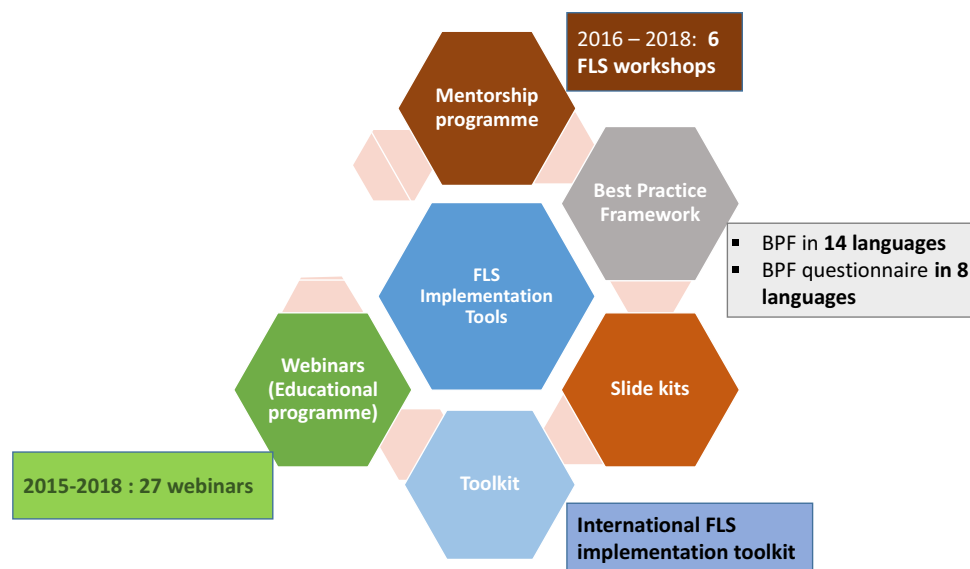 2016 – 2018: 6
FLS workshops
Mentorship
programme
Best Practice
Framework
▪ BPF in 14 languages
▪ BPF questionnaire in 8
languages
FLS
Implementation
Tools
Webinars
(Educational
programme)
Slide kits
2015-2018 : 27 webinars
Toolkit
International FLS
implementation toolkit